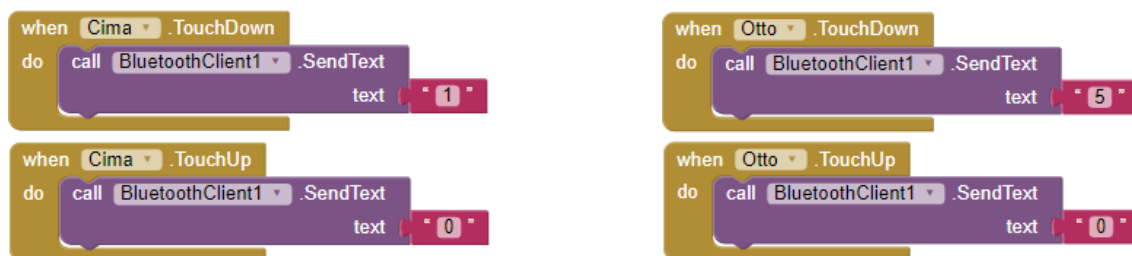 when Cima .TouchDown
do call BluetoothClient1 .SendText
text " 1 "
when Cima .TouchUp
do call BluetoothClient1 .SendText
text " 0 "
when Otto .TouchDown
do call BluetoothClient1 .SendText
text " 5 "
when Otto .TouchUp
do call BluetoothClient1 .SendText
text " 0 "